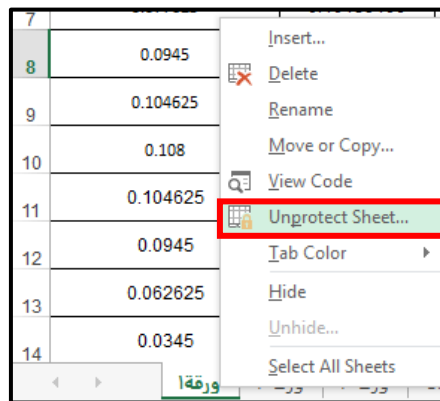 7
Insert...
8 0.0945
Delete
9 0.104625
Rename
10 0.108
Move or Copy...
View Code
11 0.104625
Unprotect Sheet...
12 0.0945
Tab Color
13 0.062625
Hide
Unhide...
14 0.0345
Select All Sheets
ورقة١